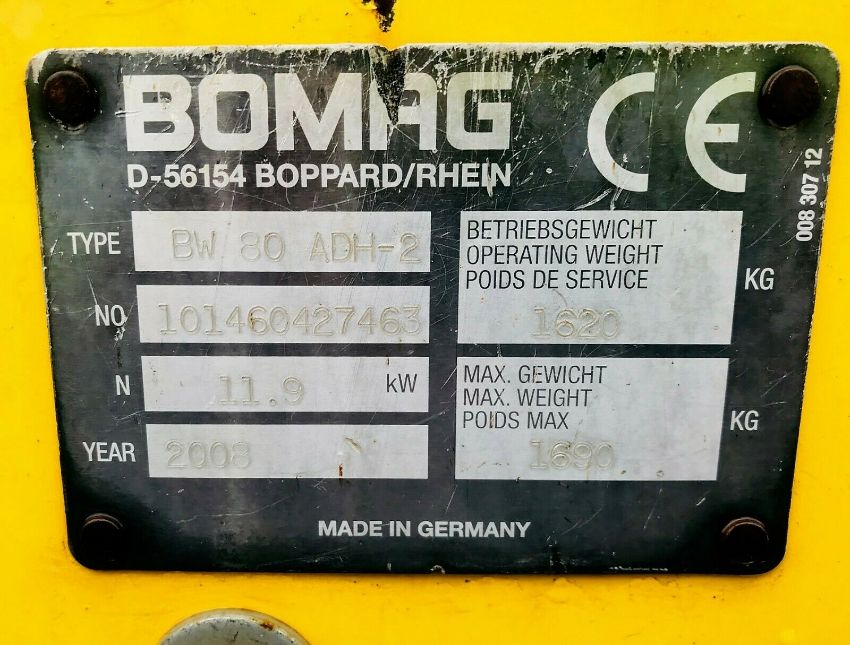 BOMAG CE
D-56154 BOPPARD/RHEIN
008 307 12
TYPE BW 80 ADH-2
NO 101460427463
N 11.9 kW
YEAR 2008
BETRIEBSGEWICHT
OPERATING WEIGHT
POIDS DE SERVICE
1620 KG
MAX. GEWICHT
MAX. WEIGHT
POIDS MAX
1690 KG
MADE IN GERMANY